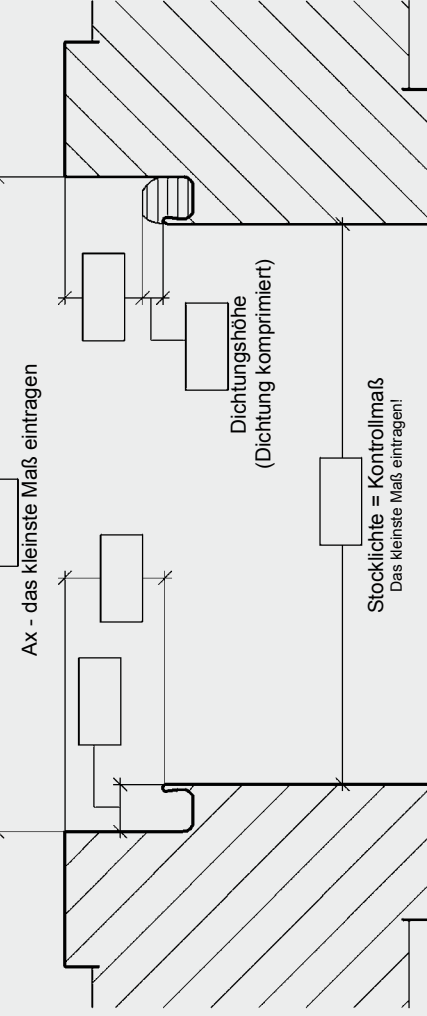 Ax - das kleinste Maß eintragen
Dichtungshöhe
(Dichtung komprimiert)
Stocklichte = Kontrollmaß
Das kleinste Maß eintragen!